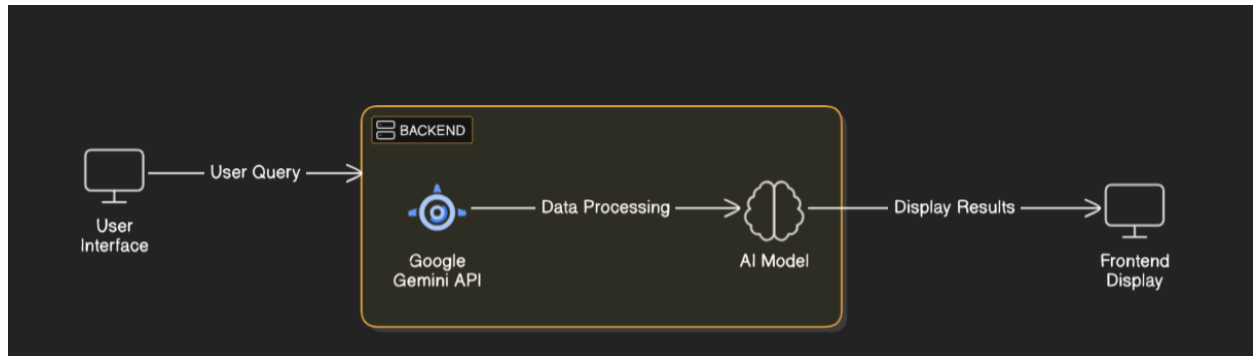 BACKEND
User Query
Data Processing
Display Results
User
Interface
Google
Gemini API
AI Model
Frontend
Display